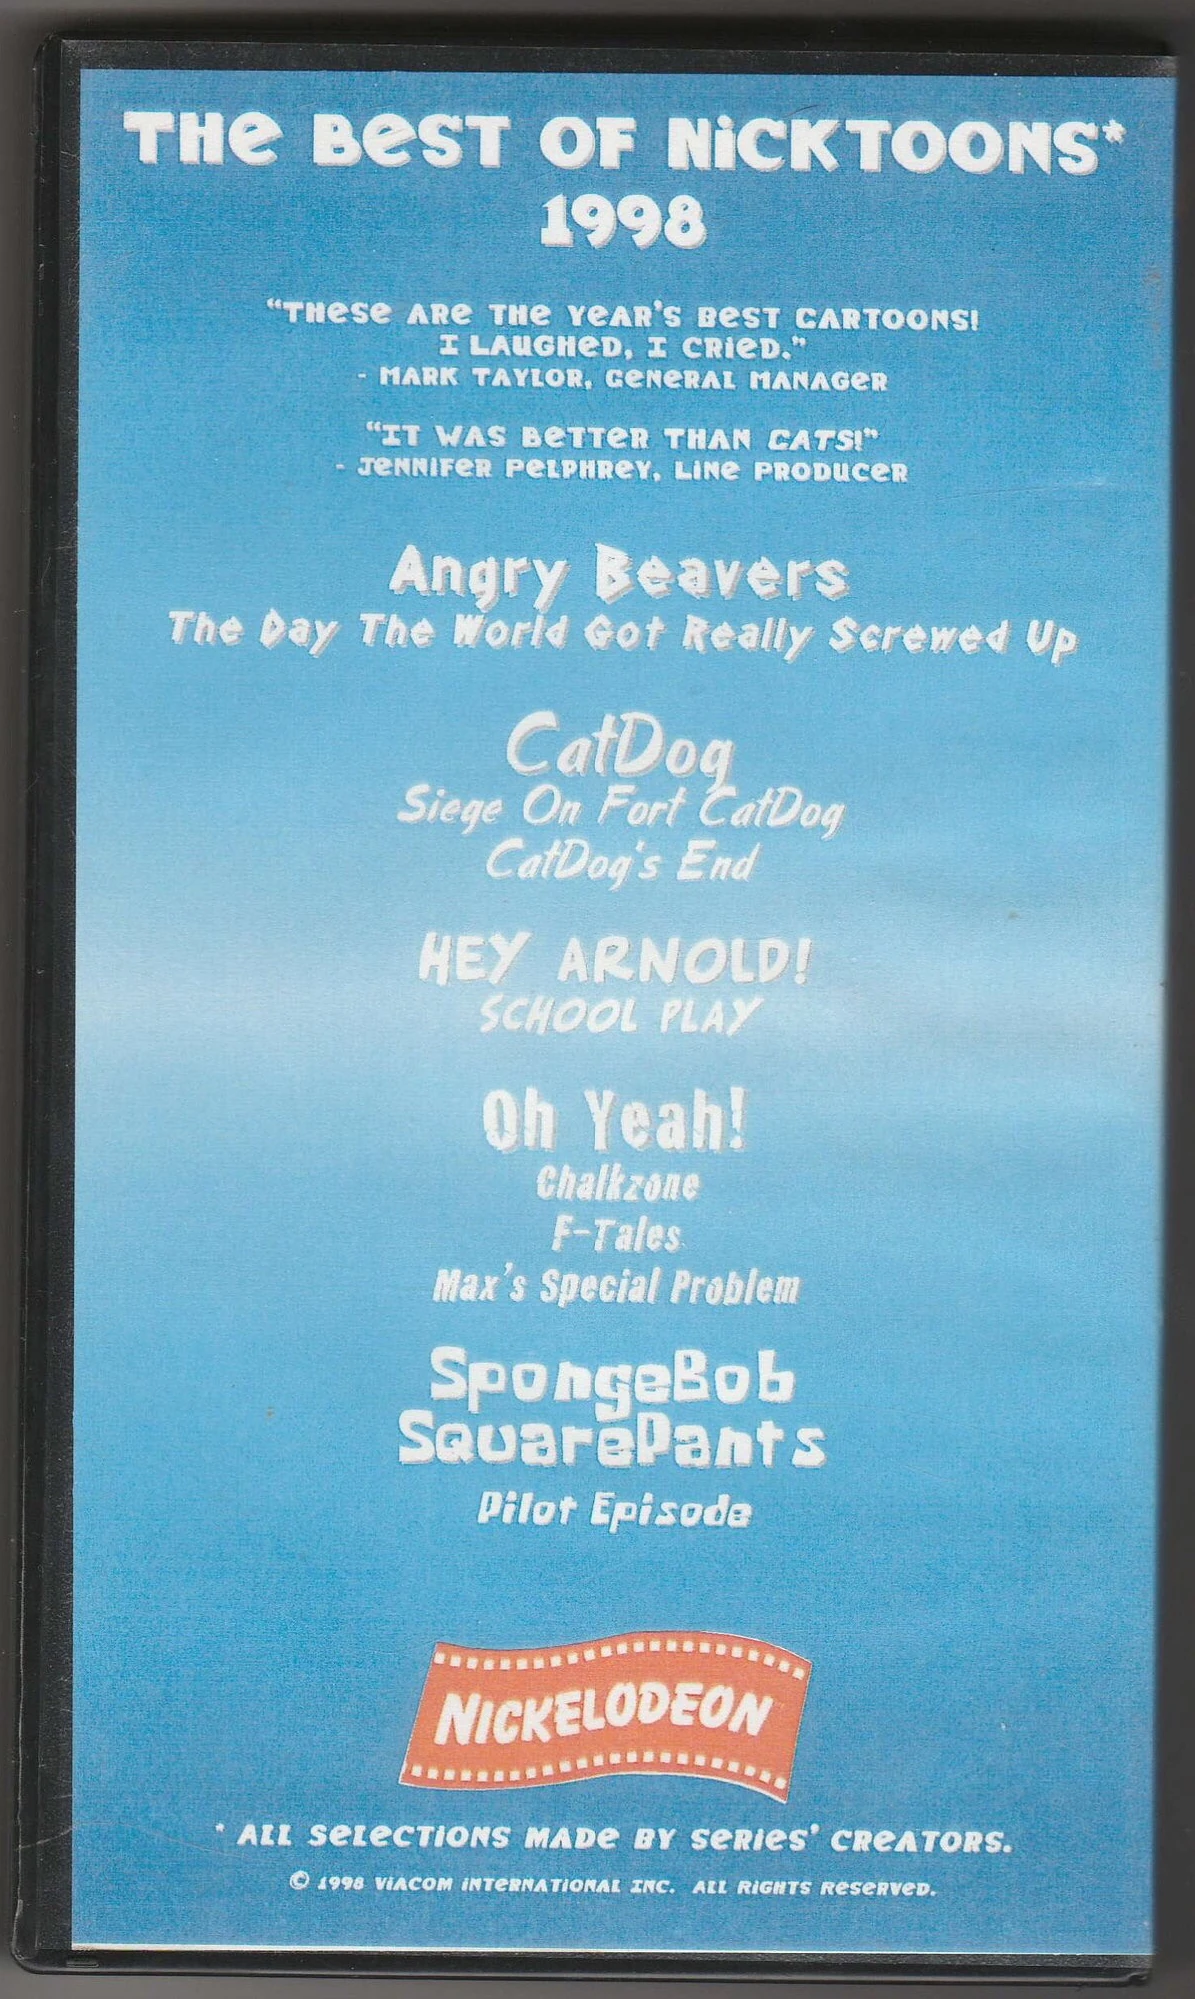 THE BEST OF NICKTOONS*
1998
"THESE ARE THE YEAR'S BEST CARTOONS!
I LAUGHED, I CRIED."
- MARK TAYLOR, GENERAL MANAGER
"IT WAS BETTER THAN CATS!"
- JENNIFER PELPHREY, LINE PRODUCER
Angry Beavers
The Day The World Got Really Screwed Up
CatDog
Siege On Fort CatDog
CatDog's End
HEY ARNOLD!
SCHOOL PLAY
Oh Yeah!
Chalkzone
F-Tales
Max's Special Problem
SpongeBob
SquarePants
Pilot Episode
NICKELODEON
* ALL SELECTIONS MADE BY SERIES' CREATORS.
© 1998 VIACOM INTERNATIONAL INC. ALL RIGHTS RESERVED.